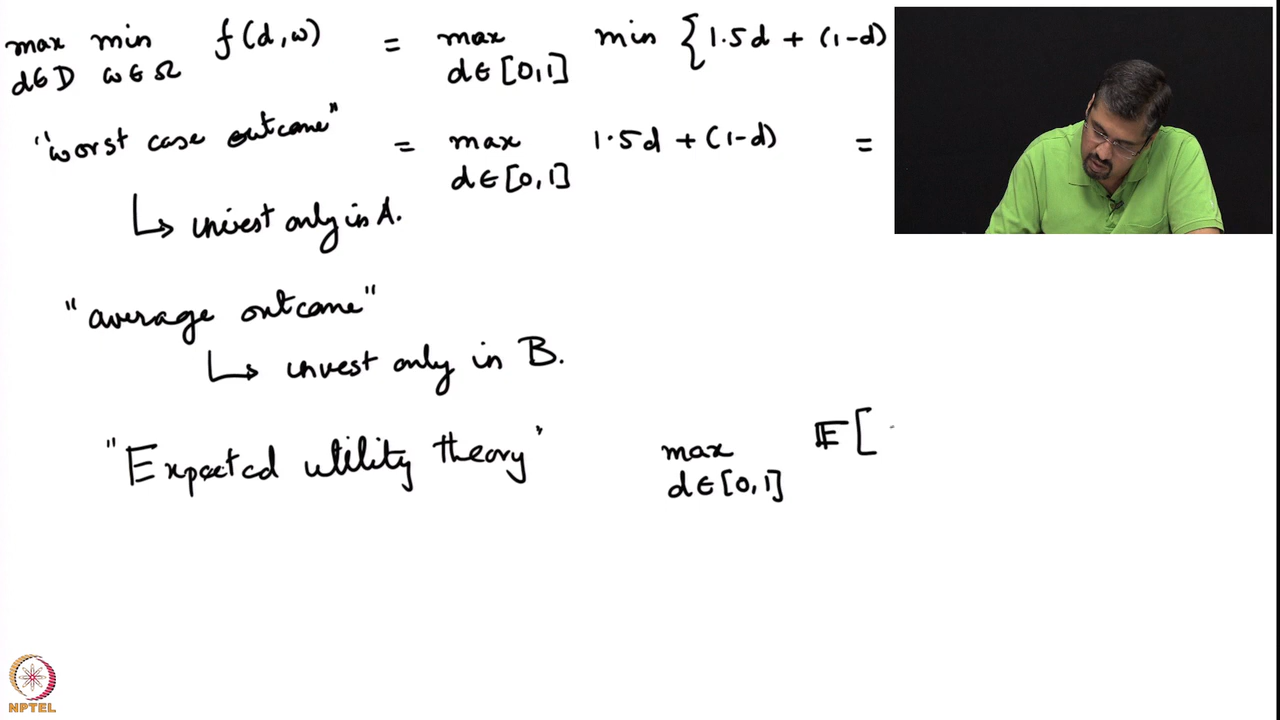 max min f(d,ω) = max min {1.5d + (1-d)
d∈D ω∈Ω d∈[0,1]
"worst case outcome" = max 1.5d + (1-d) =
d∈[0,1]
↳ invest only in A.
"average outcome"
↳ invest only in B.
"Expected utility theory" max 𝔼[
d∈[0,1]
NPTEL